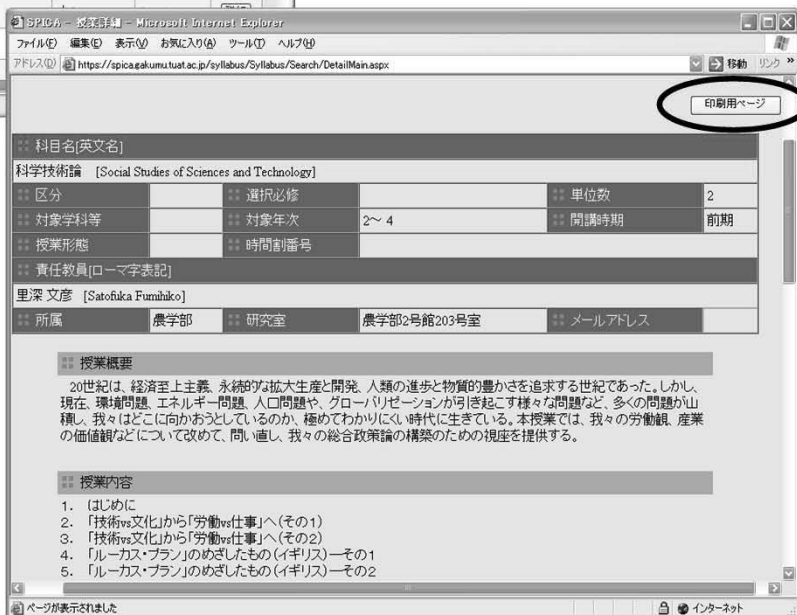 SPICA - 授業詳細 - Microsoft Internet Explorer
ファイル(F) 編集(E) 表示(V) お気に入り(A) ツール(T) ヘルプ(H)
アドレス(D) https://spica.gakumu.tuat.ac.jp/syllabus/Syllabus/Search/DetailMain.aspx 移動 リンク »
印刷用ページ
科目名[英文名]
科学技術論 [Social Studies of Sciences and Technology]
区分 選択必修 単位数 2
対象学科等 対象年次 2～ 4 開講時期 前期
授業形態 時間割番号
責任教員[ローマ字表記]
里深 文彦 [Satofuka Fumihiko]
所属 農学部 研究室 農学部2号館203号室 メールアドレス
授業概要
20世紀は、経済至上主義、永続的な拡大生産と開発、人類の進歩と物質的豊かさを追求する世紀であった。しかし、
現在、環境問題、エネルギー問題、人口問題や、グローバリゼーションが引き起こす様々な問題など、多くの問題が山
積し、我々はどこに向かおうとしているのか、極めてわかりにくい時代に生きている。本授業では、我々の労働観、産業
の価値観などについて改めて、問い直し、我々の総合政策論の構築のための視座を提供する。
授業内容
1. はじめに
2. 「技術vs文化」から「労働vs仕事」へ(その1)
3. 「技術vs文化」から「労働vs仕事」へ(その2)
4. 「ルーカス・プラン」のめざしたもの(イギリス)―その1
5. 「ルーカス・プラン」のめざしたもの(イギリス)―その2
ページが表示されました インターネット